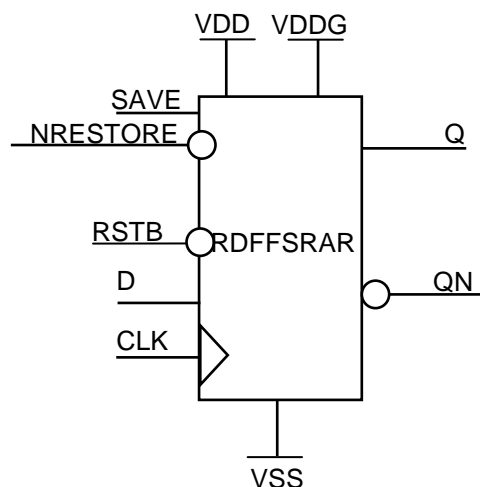 VDD VDDG
SAVE
NRESTORE Q
RSTB RDFFSRAR
D QN
CLK
VSS